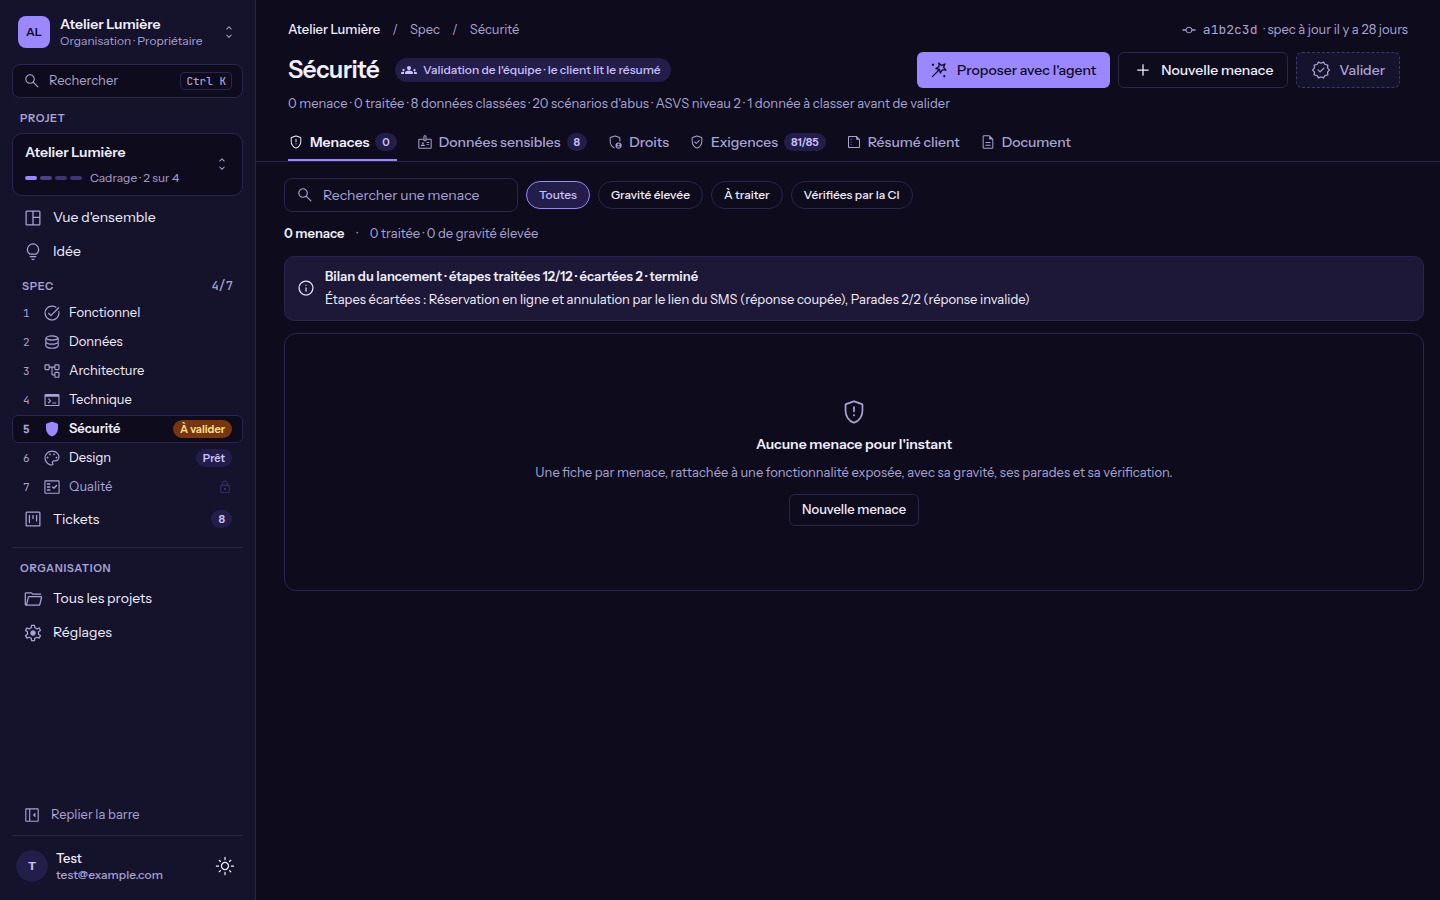 AL
Atelier Lumière
Organisation · Propriétaire
Rechercher
Ctrl K
PROJET
Atelier Lumière
Cadrage · 2 sur 4
Vue d'ensemble
Idée
SPEC 4/7
1 Fonctionnel
2 Données
3 Architecture
4 Technique
5 Sécurité À valider
6 Design Prêt
7 Qualité
Tickets 8
ORGANISATION
Tous les projets
Réglages
Replier la barre
T
Test
test@example.com
Atelier Lumière / Spec / Sécurité
a1b2c3d · spec à jour il y a 28 jours
Sécurité
Validation de l'équipe · le client lit le résumé
Proposer avec l'agent
Nouvelle menace
Valider
0 menace · 0 traitée · 8 données classées · 20 scénarios d'abus · ASVS niveau 2 · 1 donnée à classer avant de valider
Menaces 0
Données sensibles 8
Droits
Exigences 81/85
Résumé client
Document
Rechercher une menace
Toutes
Gravité élevée
À traiter
Vérifiées par la CI
0 menace · 0 traitée · 0 de gravité élevée
Bilan du lancement · étapes traitées 12/12 · écartées 2 · terminé
Étapes écartées : Réservation en ligne et annulation par le lien du SMS (réponse coupée), Parades 2/2 (réponse invalide)
Aucune menace pour l'instant
Une fiche par menace, rattachée à une fonctionnalité exposée, avec sa gravité, ses parades et sa vérification.
Nouvelle menace